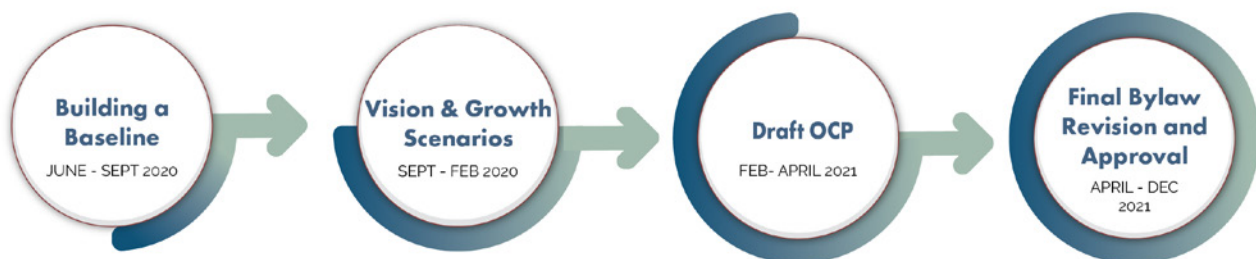 Building a
Baseline
JUNE - SEPT 2020
Vision & Growth
Scenarios
SEPT - FEB 2020
Draft OCP
FEB- APRIL 2021
Final Bylaw
Revision and
Approval
APRIL - DEC
2021